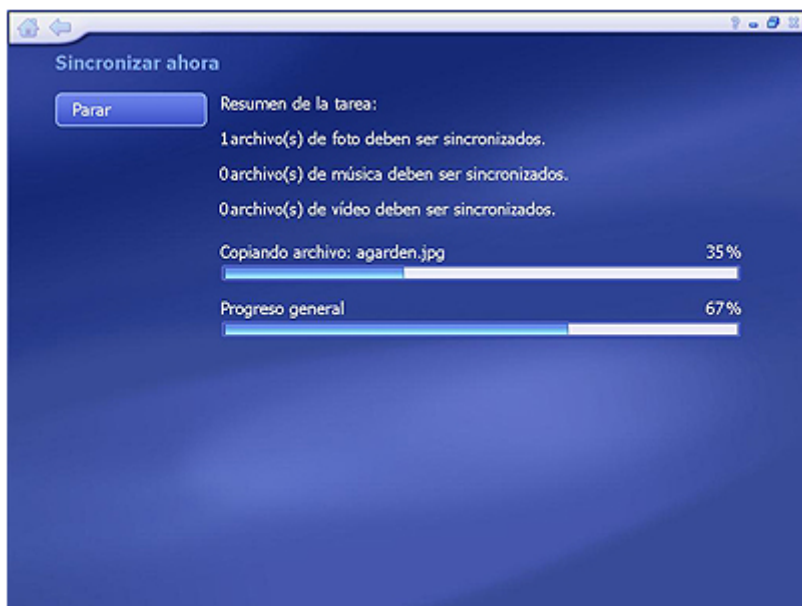 Sincronizar ahora
Parar
Resumen de la tarea:
1archivo(s) de foto deben ser sincronizados.
0archivo(s) de música deben ser sincronizados.
0archivo(s) de vídeo deben ser sincronizados.
Copiando archivo: agarden.jpg 35%
Progreso general 67%